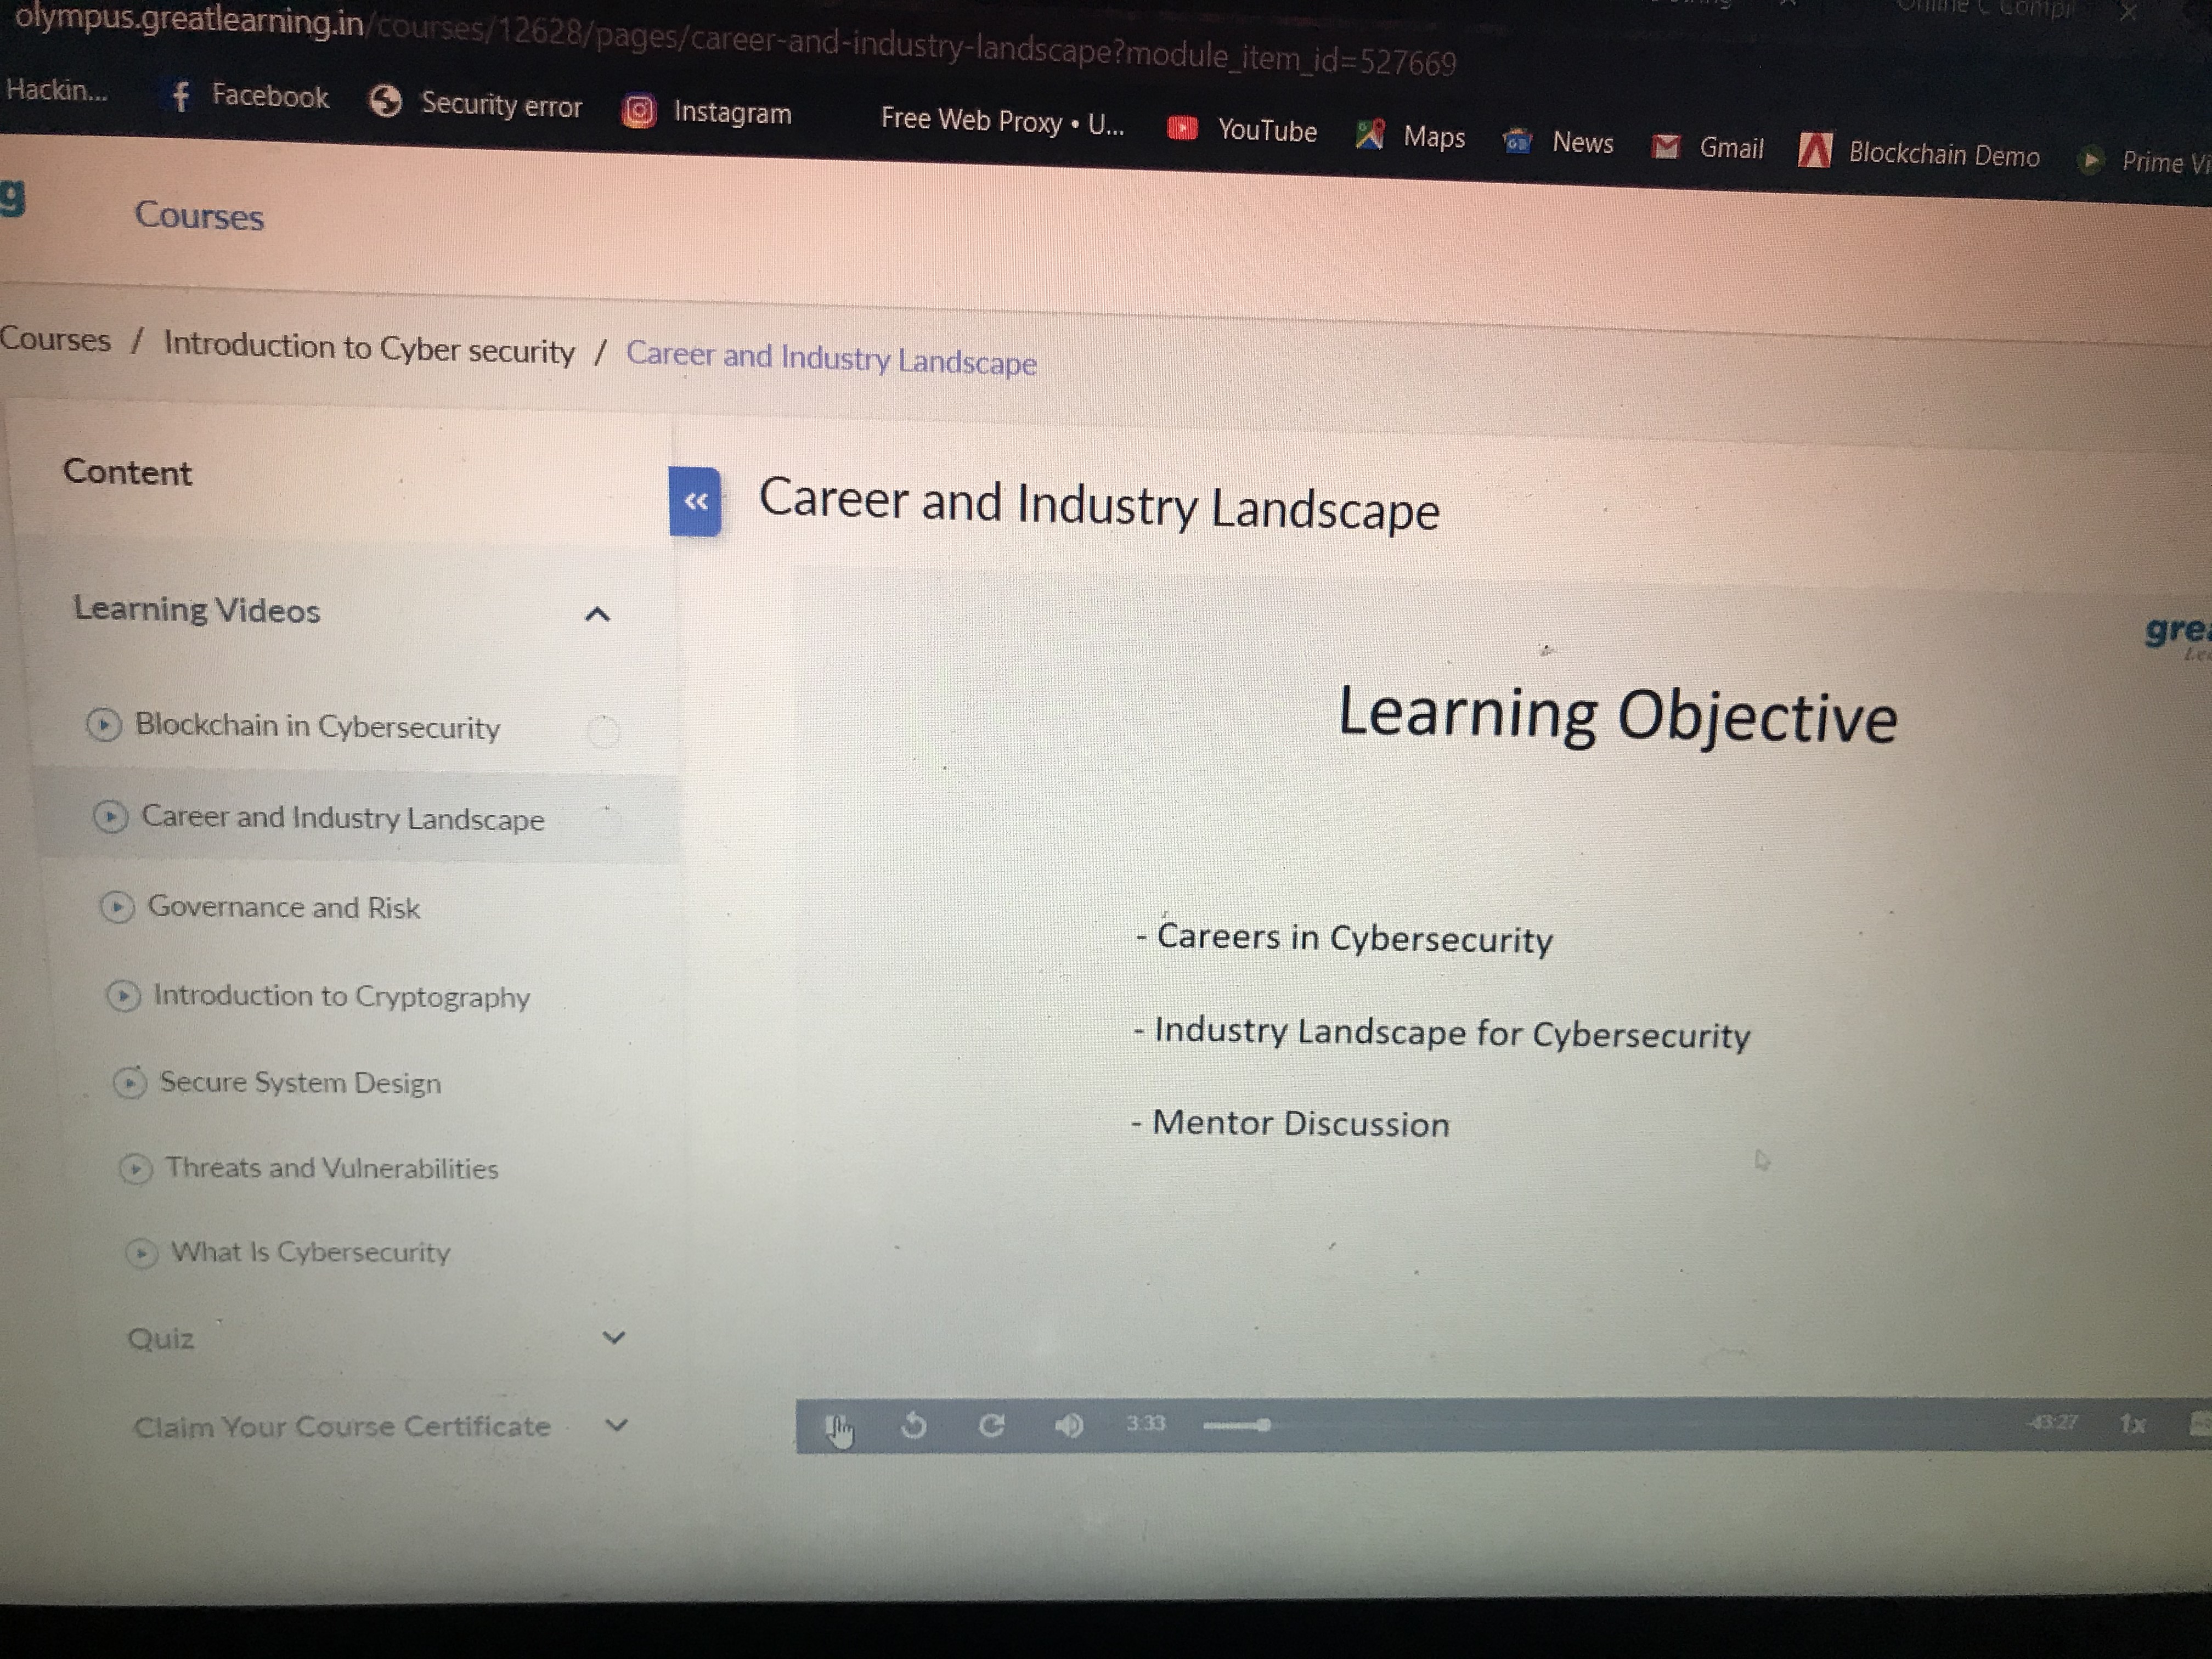 olympus.greatlearning.in/courses/12628/pages/career-and-industry-landscape?module_item_id=527669
Hackin... Facebook Security error Instagram Free Web Proxy • U... YouTube Maps News Gmail Blockchain Demo Prime Vi
g Courses
Courses / Introduction to Cyber security / Career and Industry Landscape
Content
Career and Industry Landscape
Learning Videos
Blockchain in Cybersecurity
Career and Industry Landscape
Governance and Risk
Introduction to Cryptography
Secure System Design
Threats and Vulnerabilities
What Is Cybersecurity
Quiz
Claim Your Course Certificate
grea
Learning Objective
- Careers in Cybersecurity
- Industry Landscape for Cybersecurity
- Mentor Discussion
3:33 -43:27 1x